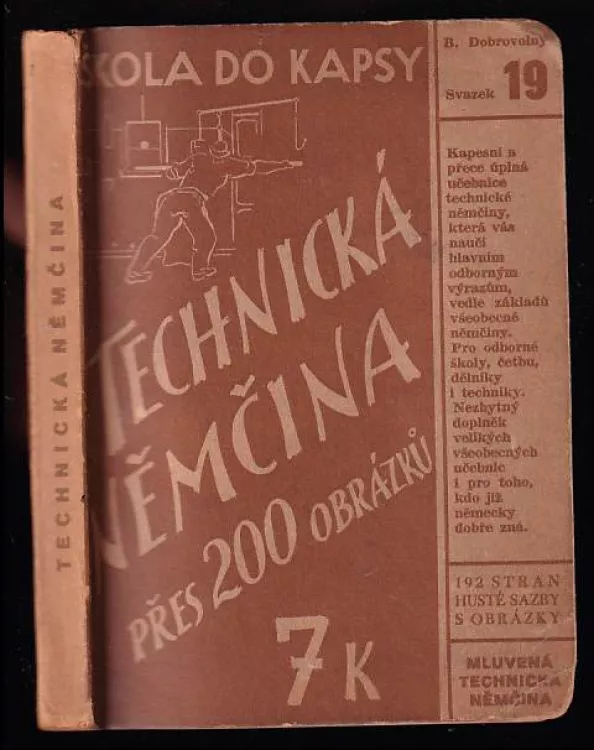 TECHNICKÁ NĚMČINA
ŠKOLA DO KAPSY
TECHNICKÁ
NĚMČINA
PŘES 200 OBRÁZKŮ
7 K
B. Dobrovolný
Svazek 19
Kapesní a
přece úplná
učebnice
technické
němčiny,
která vás
naučí
hlavním
odborným
výrazům,
vedle základů
všeobecné
němčiny.
Pro odborné
školy, četbu,
dělníky
i techniky.
Nezbytný
doplněk
velikých
všeobecných
učebnic
i pro toho,
kdo již
německy
dobře zná.
192 STRAN
HUSTÉ SAZBY
S OBRÁZKY
MLUVENÁ
TECHNICKÁ
NĚMČINA